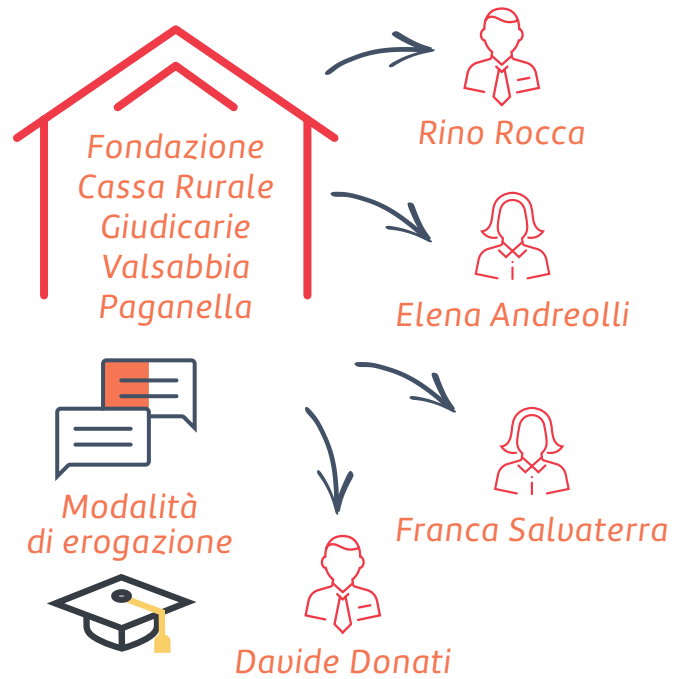 Fondazione
Cassa Rurale
Giudicarie
Valsabbia
Paganella
Rino Rocca
Elena Andreolli
Franca Salvaterra
Modalità
di erogazione
Davide Donati